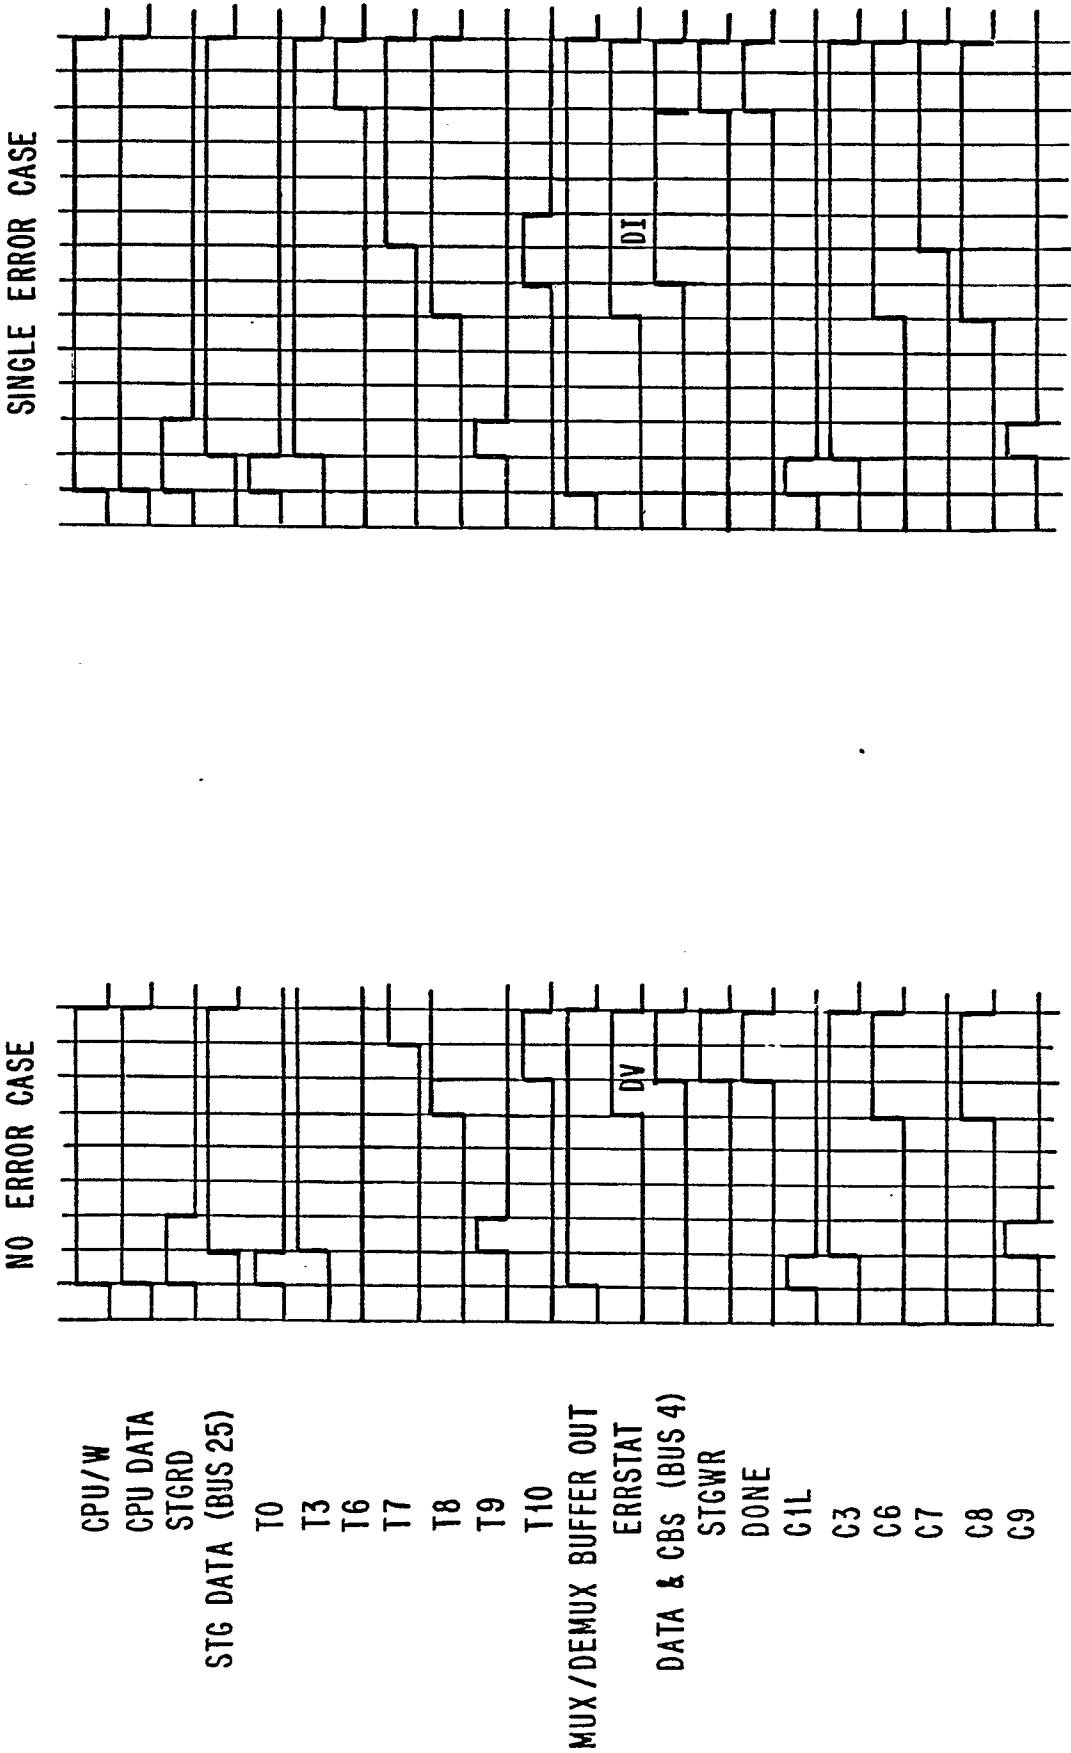 NO ERROR CASE
SINGLE ERROR CASE
CPU/W
CPU DATA
STGRD
STG DATA (BUS 25)
T0
T3
T6
T7
T8
T9
T10
MUX/DEMUX BUFFER OUT
ERRSTAT
DATA & CBs (BUS 4)
STGWR
DONE
C1L
C3
C6
C7
C8
C9
DV
DI